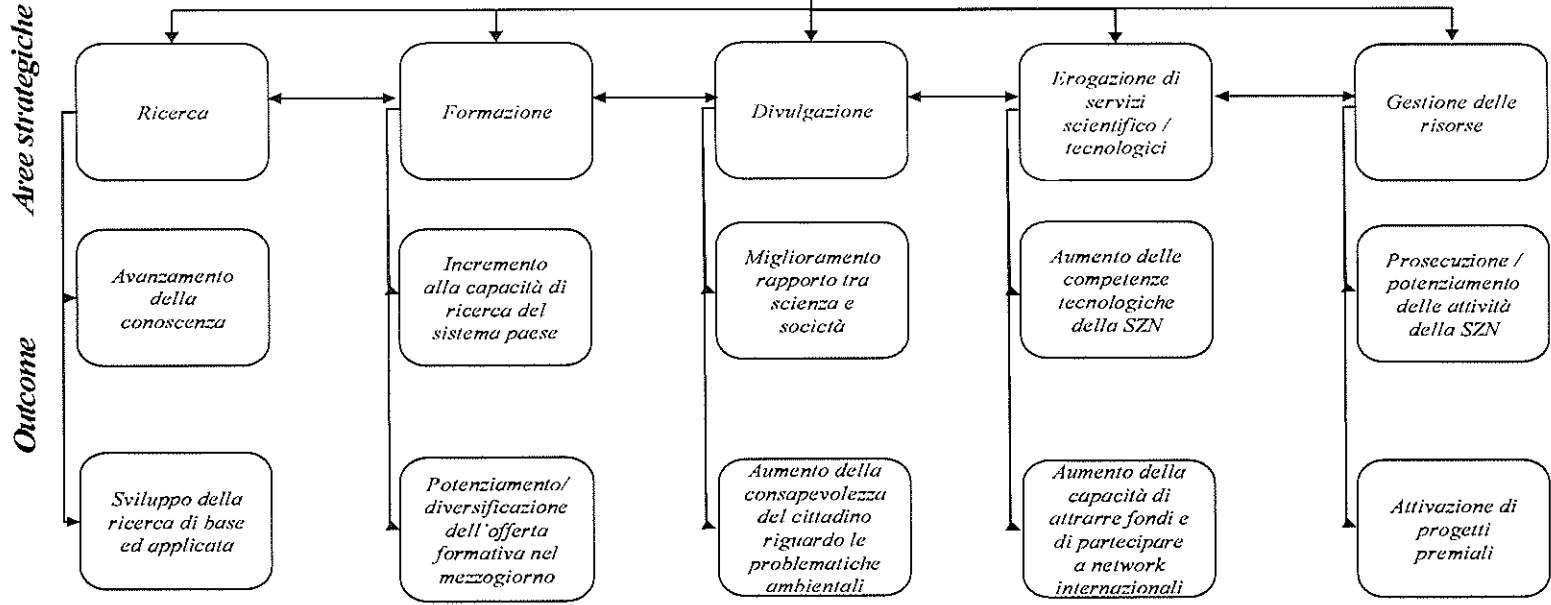 Aree strategiche
Ricerca
Formazione
Divulgazione
Erogazione di
servizi
scientifico /
tecnologici
Gestione delle
risorse
Outcome
Avanzamento
della
conoscenza
Incremento
alla capacità di
ricerca del
sistema paese
Miglioramento
rapporto tra
scienza e
società
Aumento delle
competenze
tecnologiche
della SZN
Prosecuzione /
potenziamento
delle attività
della SZN
Sviluppo della
ricerca di base
ed applicata
Potenziamento/
diversificazione
dell'offerta
formativa nel
mezzogiorno
Aumento della
consapevolezza
del cittadino
riguardo le
problematiche
ambientali
Aumento della
capacità di
attrarre fondi e
di partecipare
a network
internazionali
Attivazione di
progetti
premiali